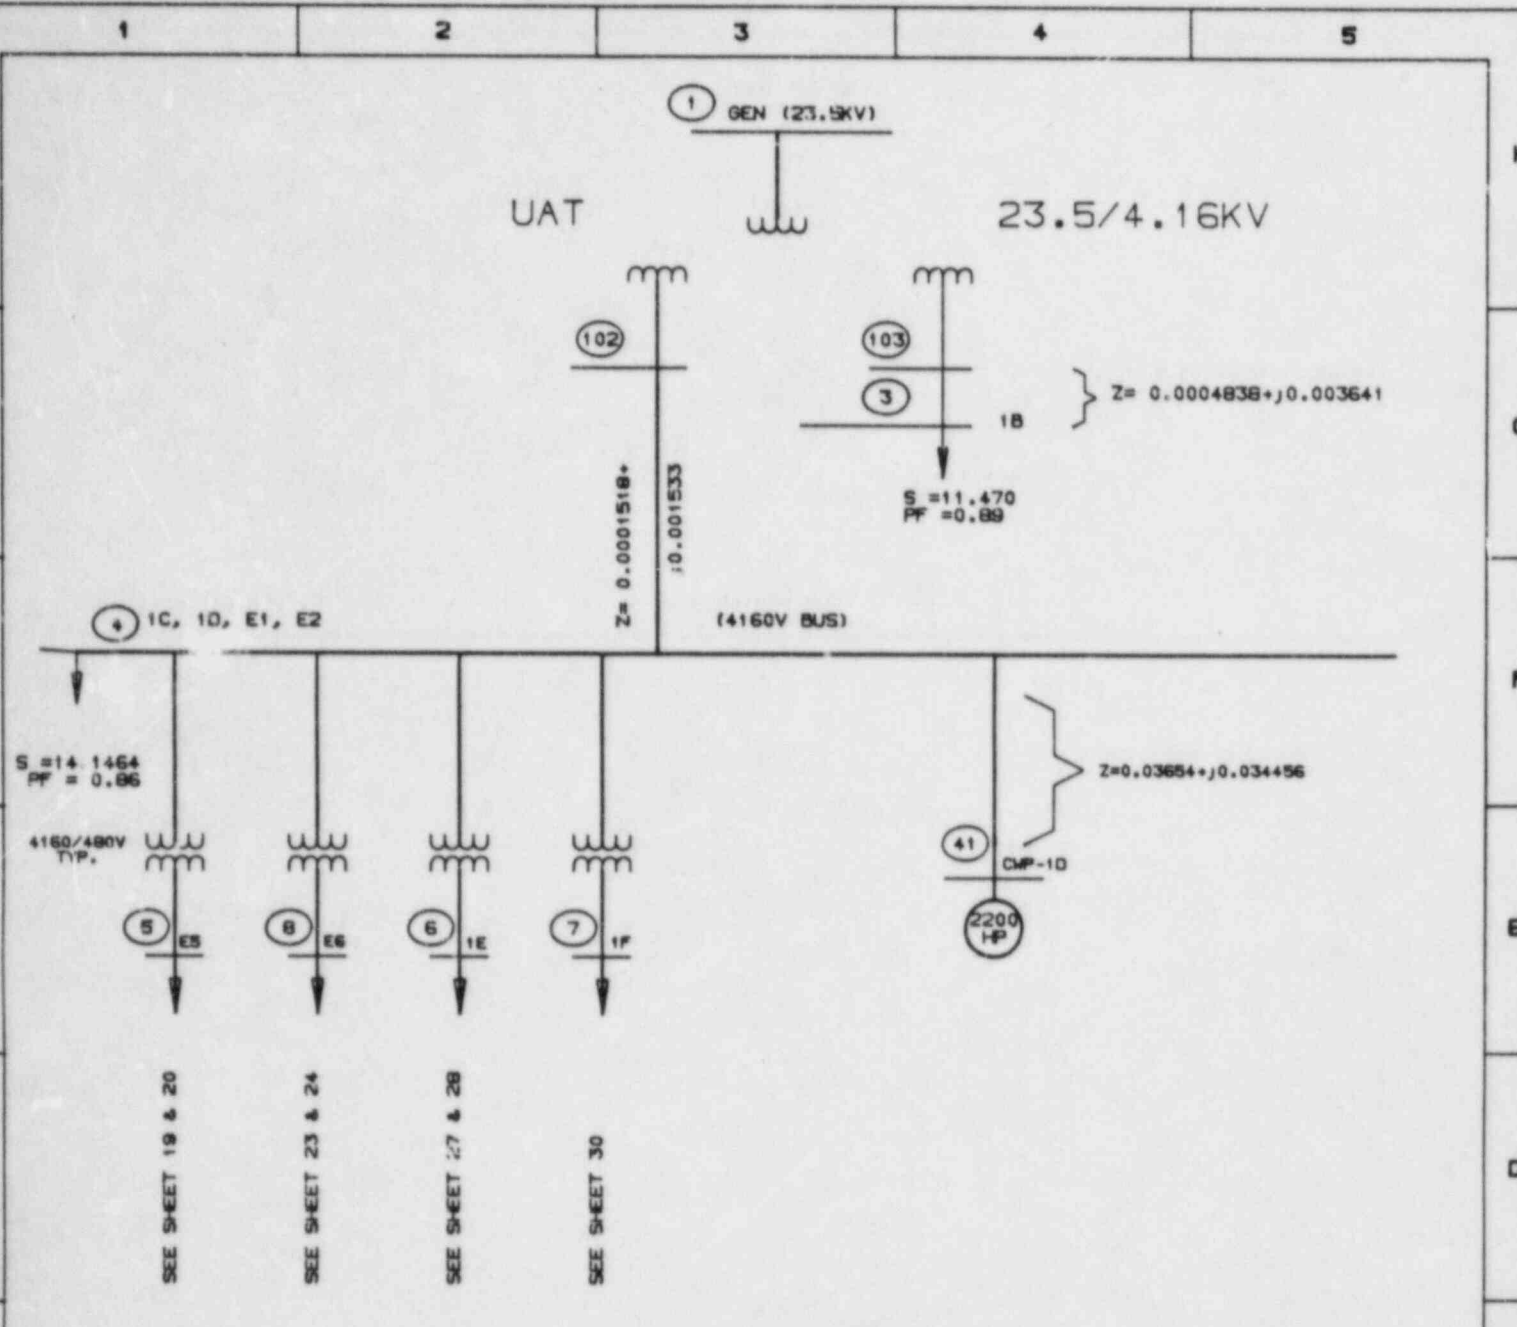 1 2 3 4 5
1 GEN (23.5KV)
UAT
23.5/4.16KV
102
103
3
1B
Z= 0.0004838+j0.003641
S =11.470
PF =0.89
Z= 0.0001518+
j0.001533
4 1C, 1D, E1, E2
(4160V BUS)
S =14.1464
PF = 0.86
Z=0.03654+j0.034456
4160/480V
TYP.
41
CWP-1D
2200
HP
5 E5
8 E6
6 1E
7 1F
SEE SHEET 19 & 20
SEE SHEET 23 & 24
SEE SHEET 27 & 28
SEE SHEET 30